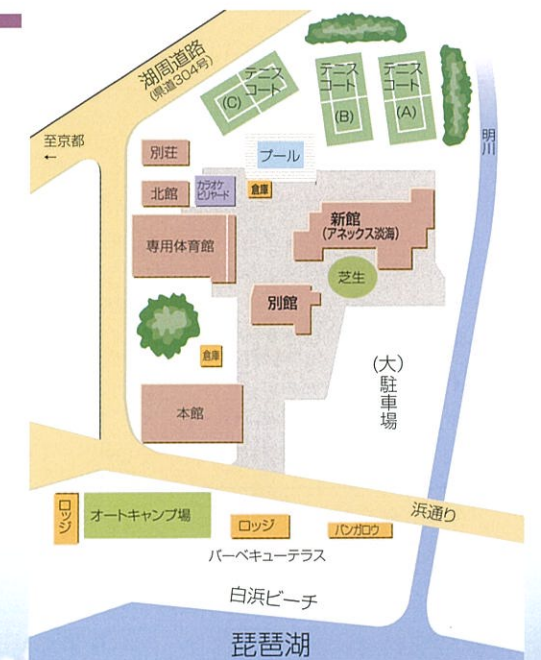 湖周道路
(県道304号)
至京都
←
テニス
コート
(C)
テニス
コート
(B)
テニス
コート
(A)
明川
別荘
プール
北館
カラオケ
ビリヤード
倉庫
専用体育館
新館
(アネックス淡海)
芝生
別館
倉庫
(大)駐車場
本館
浜通り
ロッジ
オートキャンプ場
ロッジ
バンガロウ
バーベキューテラス
白浜ビーチ
琵琶湖